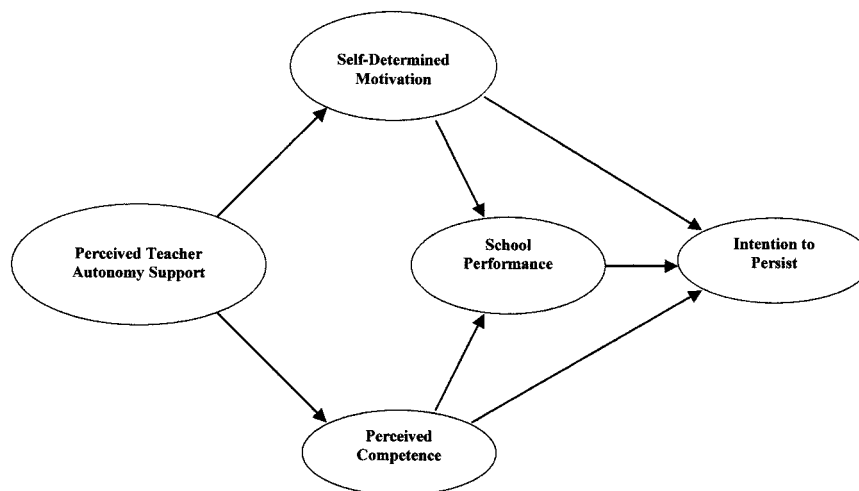 Self-Determined
Motivation
Perceived Teacher
Autonomy Support
School
Performance
Intention to
Persist
Perceived
Competence